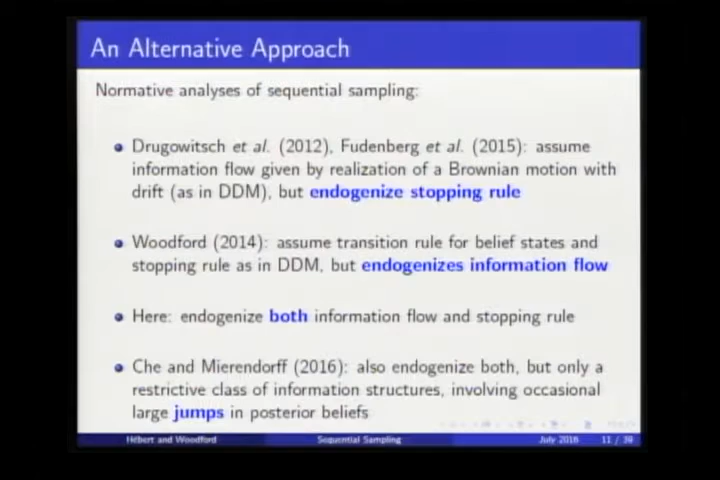 An Alternative Approach
Normative analyses of sequential sampling:
Drugowitsch et al. (2012), Fudenberg et al. (2015): assume
information flow given by realization of a Brownian motion with
drift (as in DDM), but endogenize stopping rule
Woodford (2014): assume transition rule for belief states and
stopping rule as in DDM, but endogenizes information flow
Here: endogenize both information flow and stopping rule
Che and Mierendorff (2016): also endogenize both, but only a
restrictive class of information structures, involving occasional
large jumps in posterior beliefs
Hébert and Woodford Sequential Sampling July 2016 11 / 39